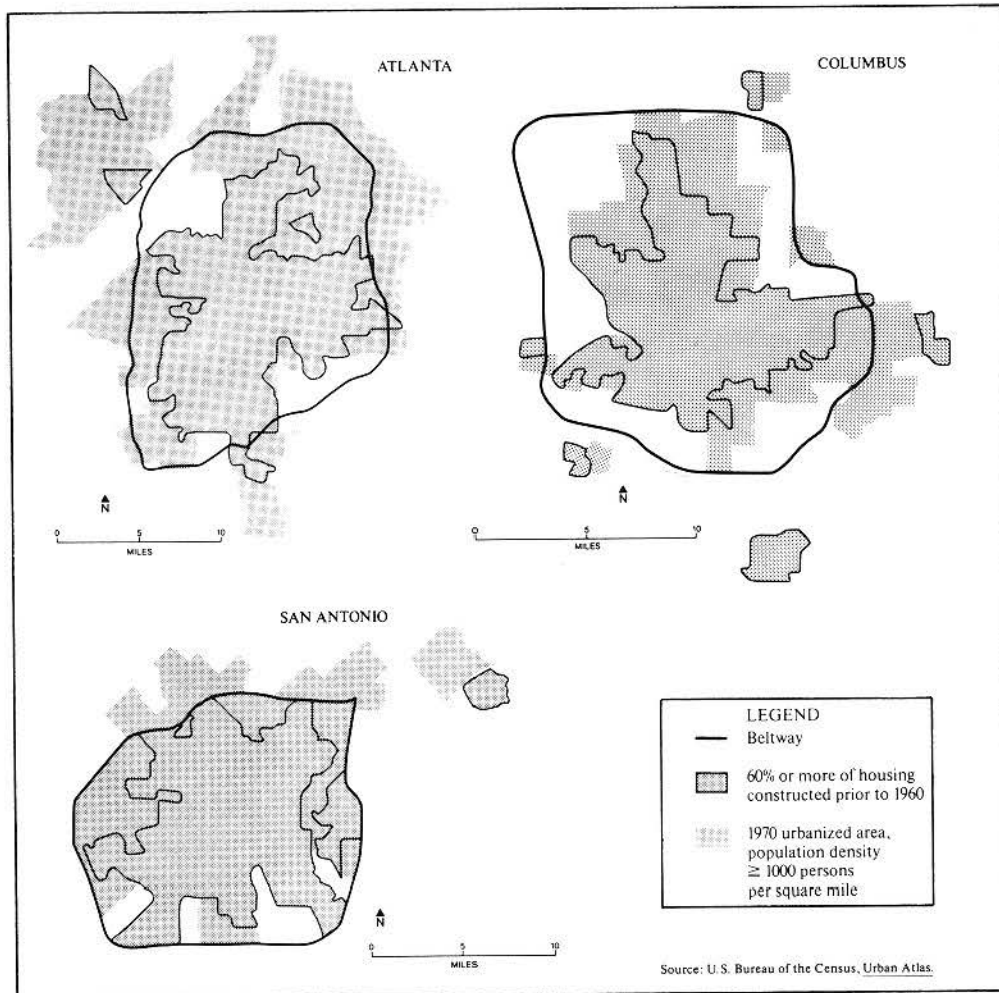 ATLANTA
N
0 5 10
MILES
COLUMBUS
N
0 5 10
MILES
SAN ANTONIO
N
0 5 10
MILES
LEGEND
Beltway
60% or more of housing
constructed prior to 1960
1970 urbanized area,
population density
≧ 1000 persons
per square mile
Source: U.S. Bureau of the Census, Urban Atlas.